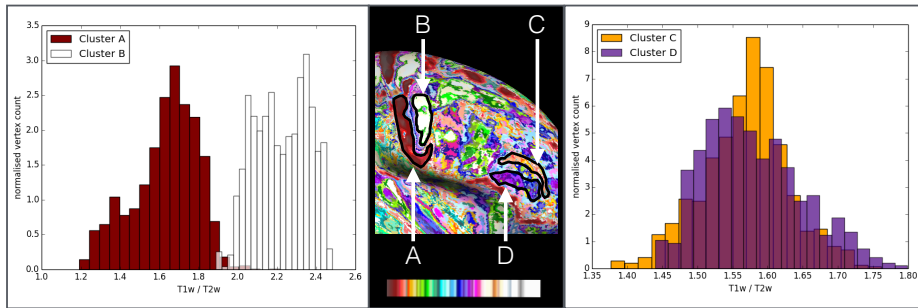 Cluster A
Cluster B
normalised vertex count
3.5
3.0
2.5
2.0
1.5
1.0
0.5
0.0
1.0 1.2 1.4 1.6 1.8 2.0 2.2 2.4 2.6
T1w / T2w
B
C
A
D
Cluster C
Cluster D
normalised vertex count
9
8
7
6
5
4
3
2
1
0
1.35 1.40 1.45 1.50 1.55 1.60 1.65 1.70 1.75 1.80
T1w / T2w